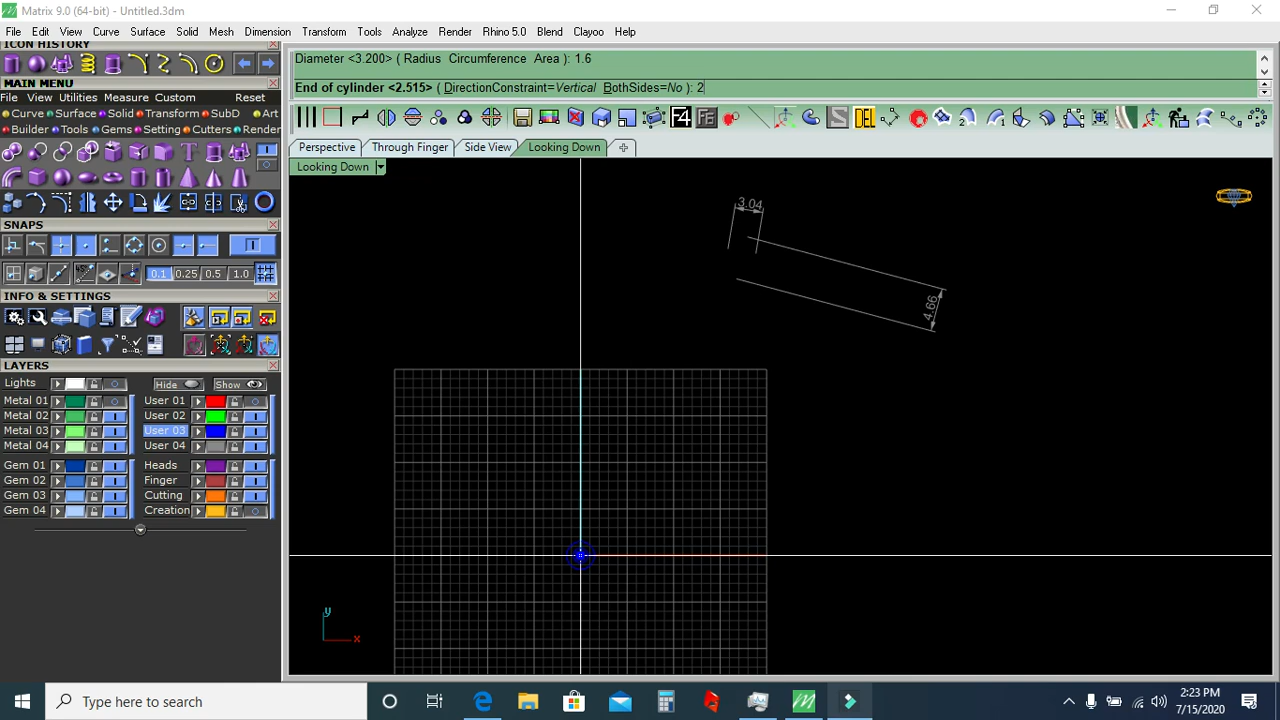 Matrix 9.0 (64-bit) - Untitled.3dm
File Edit View Curve Surface Solid Mesh Dimension Transform Tools Analyze Render Rhino 5.0 Blend Clayoo Help
ICON HISTORY
MAIN MENU
File View Utilities Measure Custom Reset
Curve Surface Solid Transform SubD Art
Builder Tools Gems Setting Cutters Render
SNAPS
0.1 0.25 0.5 1.0
INFO & SETTINGS
LAYERS
Lights Hide Show
Metal 01 User 01
Metal 02 User 02
Metal 03 User 03
Metal 04 User 04
Gem 01 Heads
Gem 02 Finger
Gem 03 Cutting
Gem 04 Creation
Diameter <3.200> ( Radius Circumference Area ): 1.6
End of cylinder <2.515> ( DirectionConstraint=Vertical BothSides=No ): 2
F4
DEL
Perspective Through Finger Side View Looking Down
Looking Down
3.04
4.66
y
x
Type here to search
2:23 PM
7/15/2020